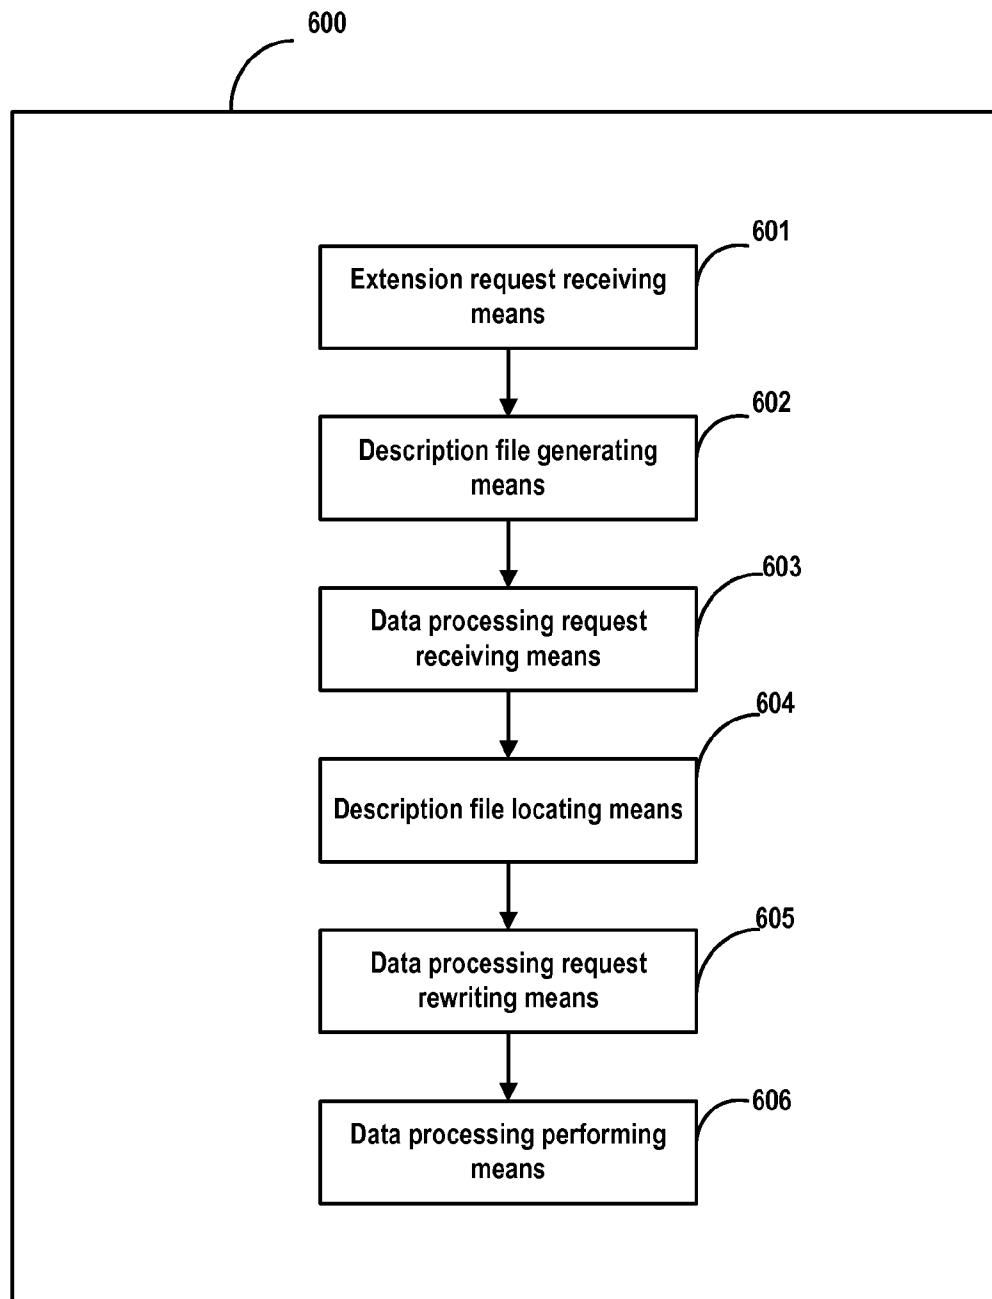 600
601
Extension request receiving
means
602
Description file generating
means
603
Data processing request
receiving means
604
Description file locating means
605
Data processing request
rewriting means
606
Data processing performing
means